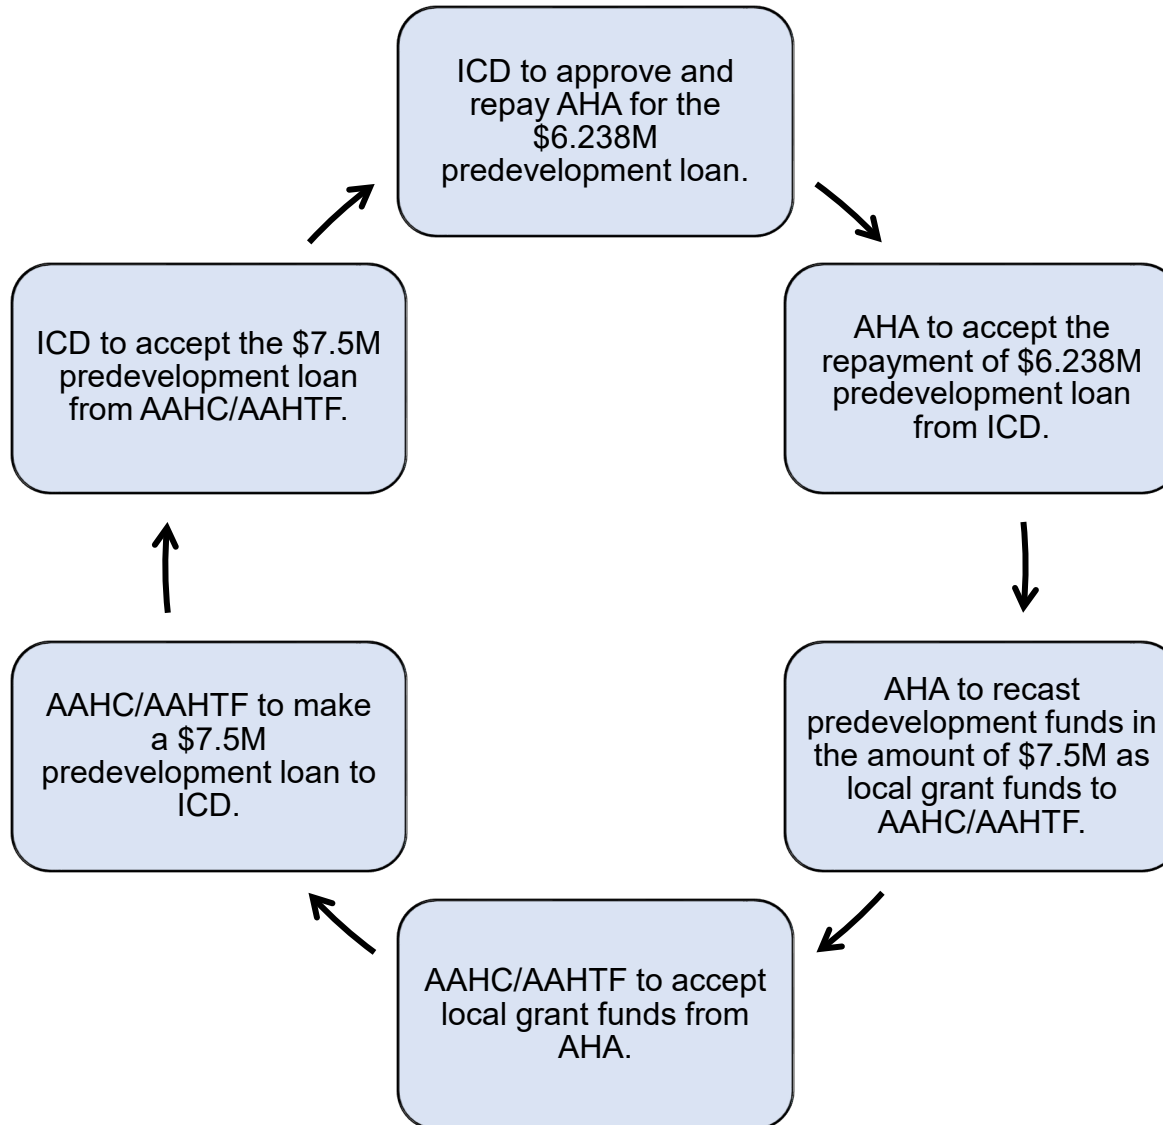 ICD to approve and
repay AHA for the
$6.238M
predevelopment loan.
AHA to accept the
repayment of $6.238M
predevelopment loan
from ICD.
AHA to recast
predevelopment funds in
the amount of $7.5M as
local grant funds to
AAHC/AAHTF.
AAHC/AAHTF to accept
local grant funds from
AHA.
AAHC/AAHTF to make
a $7.5M
predevelopment loan to
ICD.
ICD to accept the $7.5M
predevelopment loan
from AAHC/AAHTF.